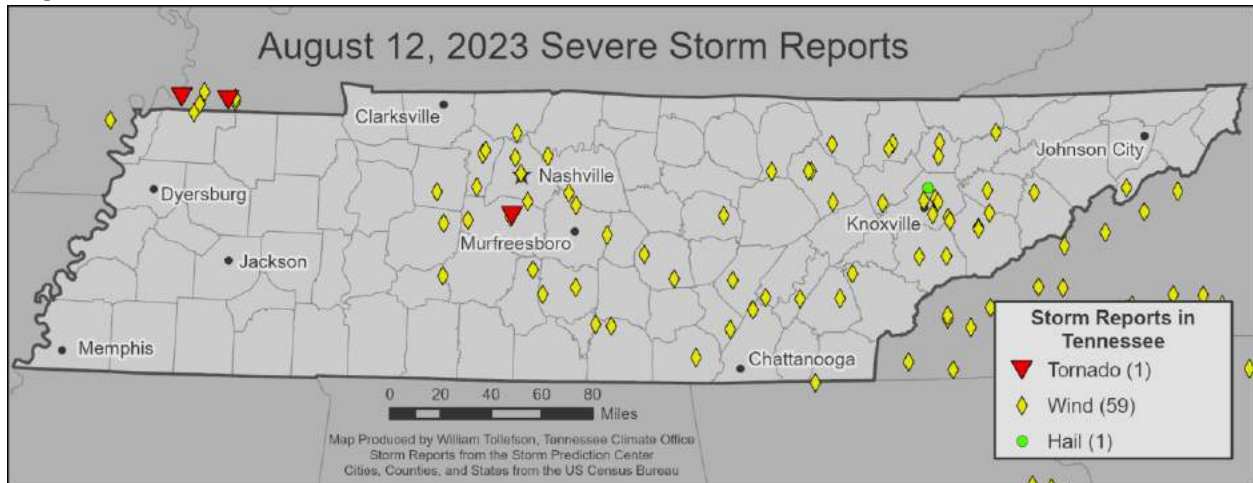 August 12, 2023 Severe Storm Reports
Clarksville
Johnson City
Nashville
Dyersburg
Knoxville
Murfreesboro
Jackson
Memphis
Chattanooga
Storm Reports in
Tennessee
Tornado (1)
Wind (59)
Hail (1)
0 20 40 60 80
Miles
Map Produced by William Tollefson, Tennessee Climate Office
Storm Reports from the Storm Prediction Center
Cities, Counties, and States from the US Census Bureau